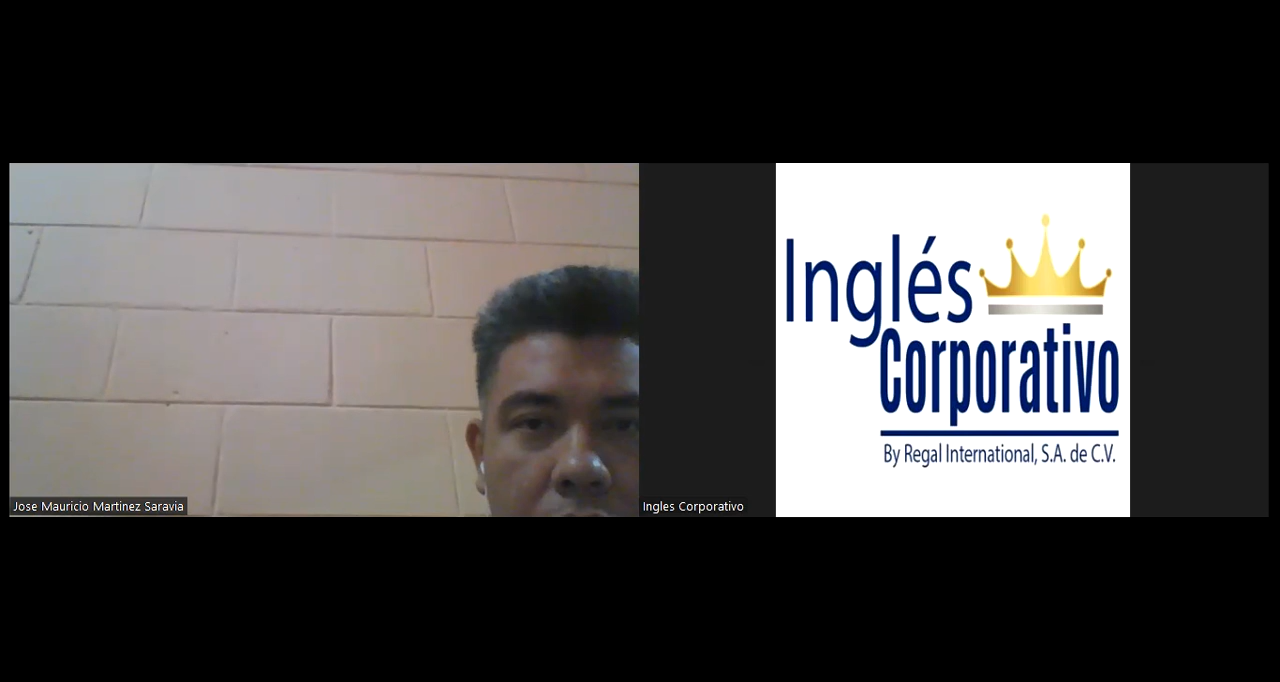 Inglés
Corporativo
By Regal International, S.A. de C.V.
Jose Mauricio Martinez Saravia
Ingles Corporativo